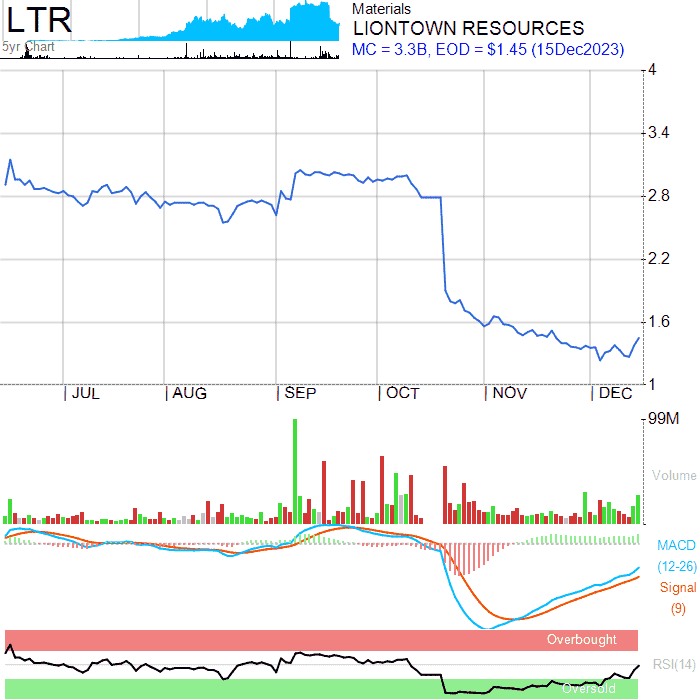 LTR
5yr Chart
Materials
LIONTOWN RESOURCES
MC = 3.3B, EOD = $1.45 (15Dec2023)
4
3.4
2.8
2.2
1.6
1
JUL AUG SEP OCT NOV DEC
99M
Volume
MACD
(12-26)
Signal
(9)
Overbought
RSI(14)
Oversold